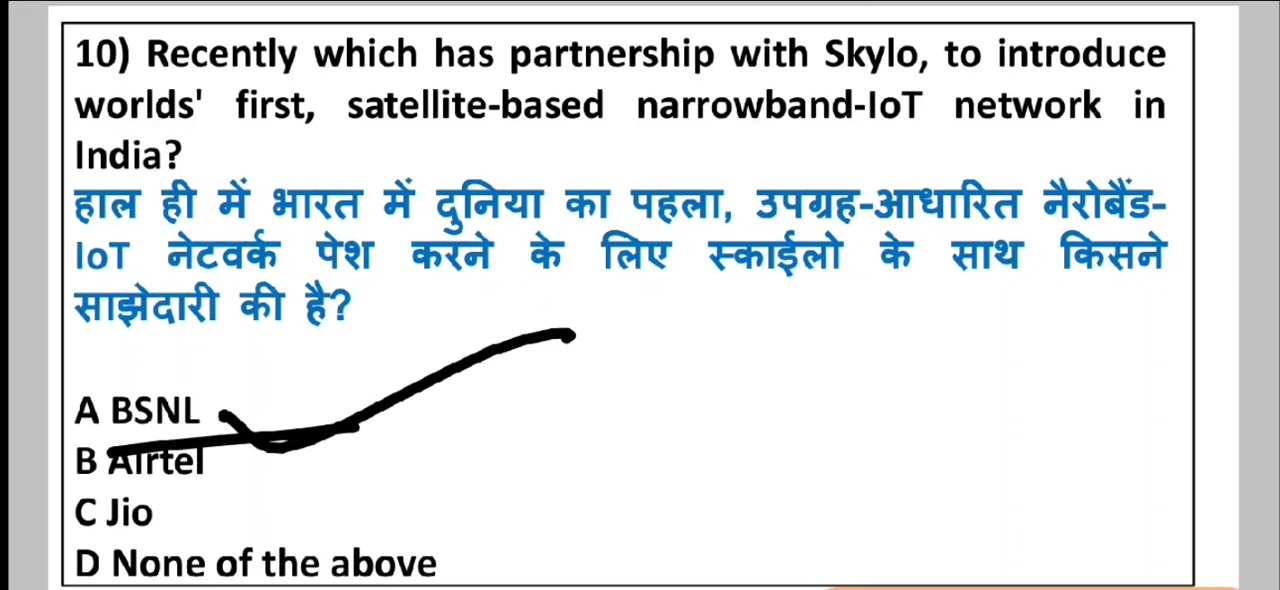 10) Recently which has partnership with Skylo, to introduce
worlds' first, satellite-based narrowband-IoT network in
India?
हाल ही में भारत में दुनिया का पहला, उपग्रह-आधारित नैरोबैंड-
IoT नेटवर्क पेश करने के लिए स्काईलो के साथ किसने
साझेदारी की है?
A BSNL
B Airtel
C Jio
D None of the above